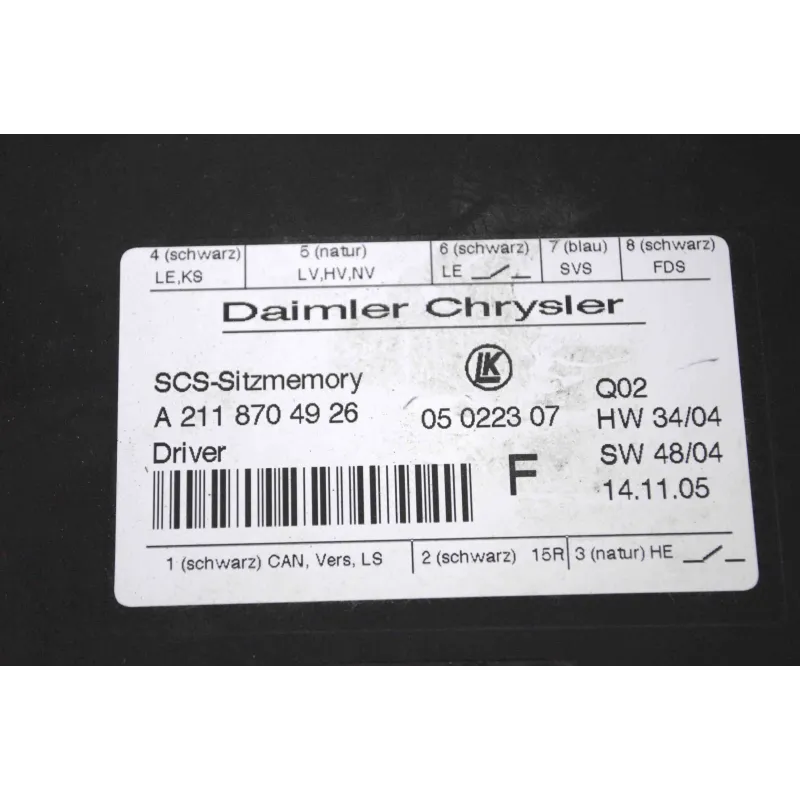 4 (schwarz) 5 (natur) 6 (schwarz) 7 (blau) 8 (schwarz)
LE,KS LV,HV,NV LE SVS FDS
Daimler Chrysler
LK
SCS-Sitzmemory Q02
A 211 870 49 26 05 0223 07 HW 34/04
Driver SW 48/04
F 14.11.05
1 (schwarz) CAN, Vers, LS 2 (schwarz) 15R 3 (natur) HE